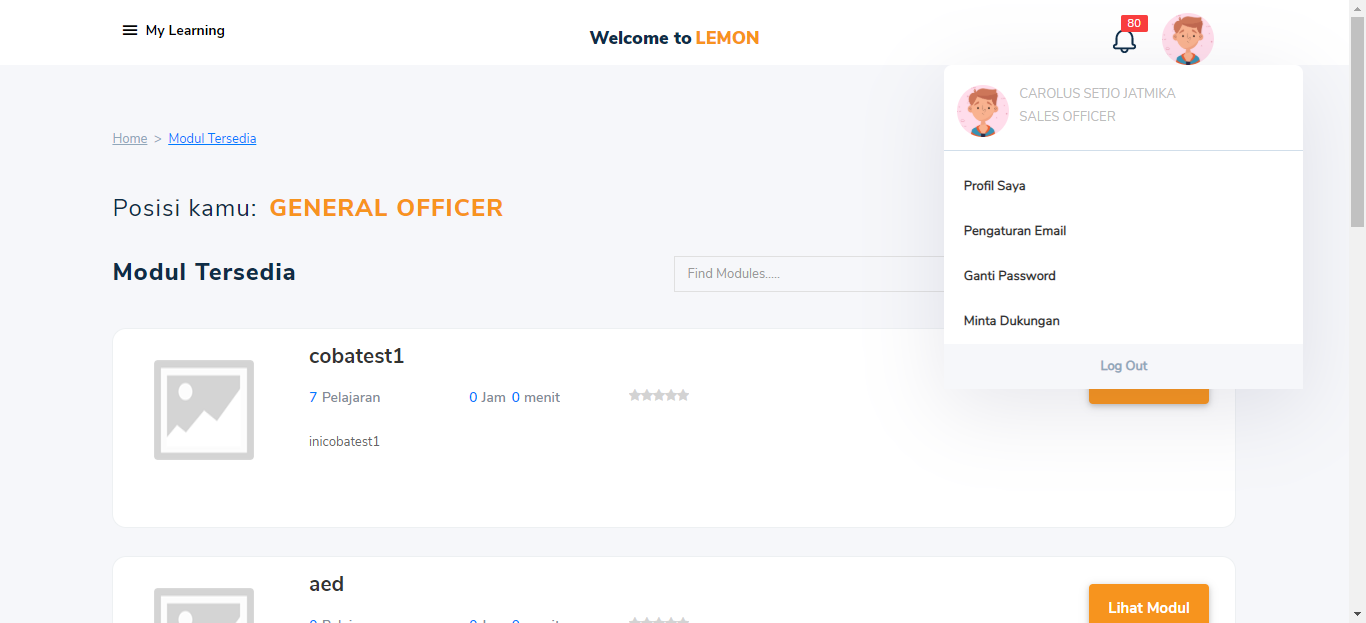 My Learning
Welcome to LEMON
80
CAROLUS SETJO JATMIKA
SALES OFFICER
Profil Saya
Pengaturan Email
Ganti Password
Minta Dukungan
Log Out
Home > Modul Tersedia
Posisi kamu: GENERAL OFFICER
Modul Tersedia
Find Modules.....
cobatest1
7 Pelajaran 0 Jam 0 menit
inicobatest1
aed
Lihat Modul